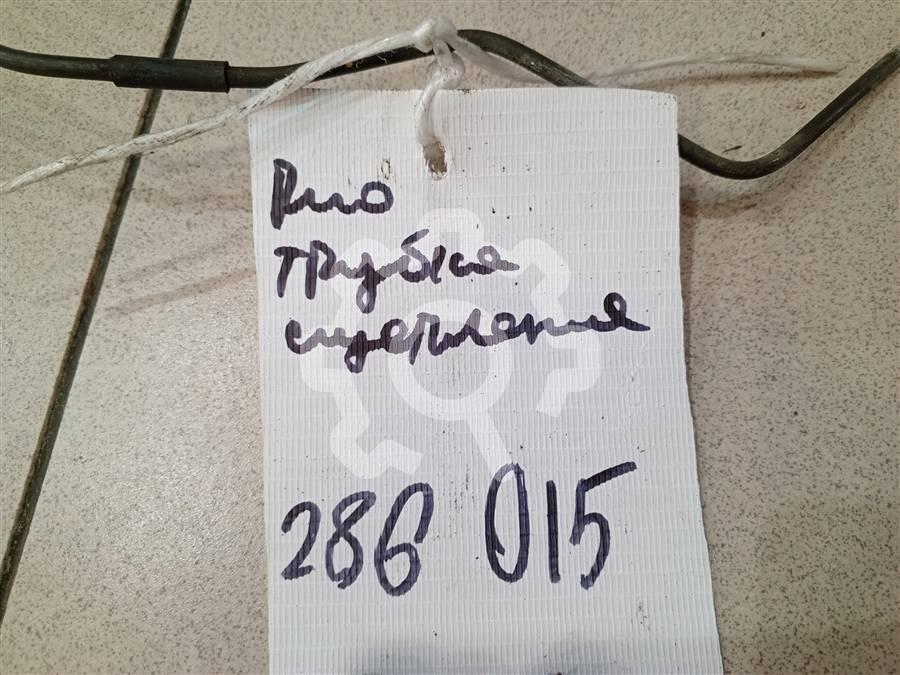 Рио
трубка
сцепления
286 015